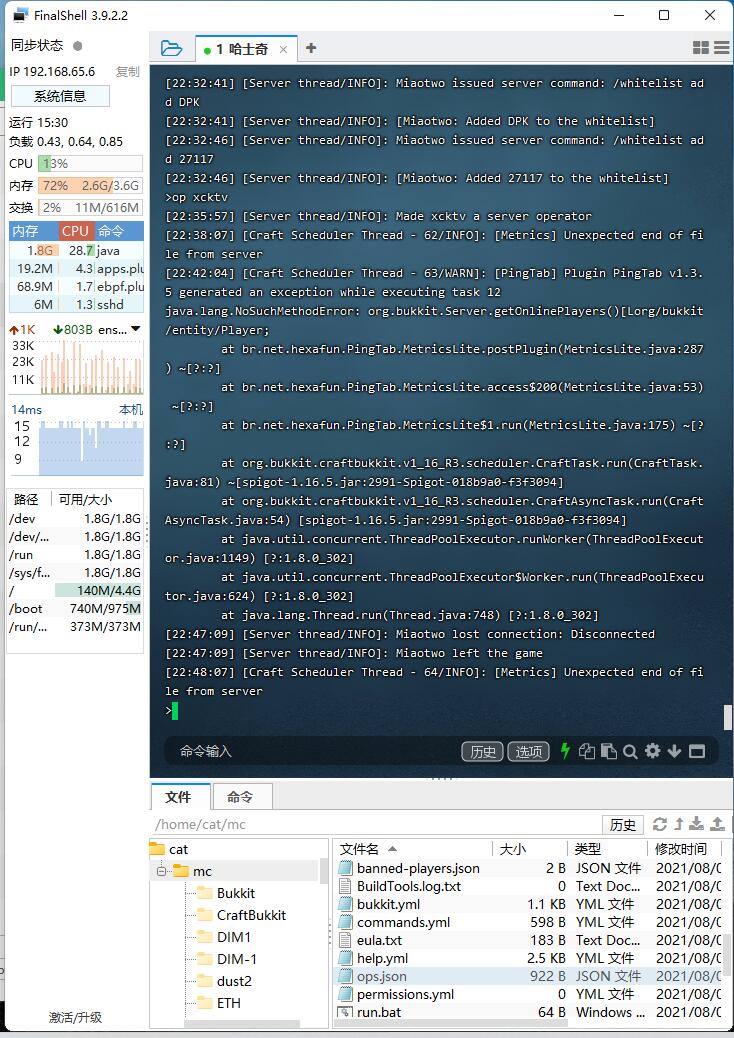 FinalShell 3.9.2.2
同步状态
IP 192.168.65.6 复制
系统信息
运行 15:30
负载 0.43, 0.64, 0.85
CPU 13%
内存 72% 2.6G/3.6G
交换 2% 11M/616M
内存 CPU 命令
1.8G 28.7 java
19.2M 4.3 apps.plu
68.9M 1.7 ebpf.plu
6M 1.3 sshd
1K 803B ens...
33K
23K
11K
14ms 本机
15
12
9
路径 可用/大小
/dev 1.8G/1.8G
/dev/... 1.8G/1.8G
/run 1.8G/1.8G
/sys/f... 1.8G/1.8G
/ 140M/4.4G
/boot 740M/975M
/run/... 373M/373M
激活/升级
1 哈士奇
[22:32:41] [Server thread/INFO]: Miaotwo issued server command: /whitelist ad
d DPK
[22:32:41] [Server thread/INFO]: [Miaotwo: Added DPK to the whitelist]
[22:32:46] [Server thread/INFO]: Miaotwo issued server command: /whitelist ad
d 27117
[22:32:46] [Server thread/INFO]: [Miaotwo: Added 27117 to the whitelist]
>op xcktv
[22:35:57] [Server thread/INFO]: Made xcktv a server operator
[22:38:07] [Craft Scheduler Thread - 62/INFO]: [Metrics] Unexpected end of fi
le from server
[22:42:04] [Craft Scheduler Thread - 63/WARN]: [PingTab] Plugin PingTab v1.3.
5 generated an exception while executing task 12
java.lang.NoSuchMethodError: org.bukkit.Server.getOnlinePlayers()[Lorg/bukkit
/entity/Player;
at br.net.hexafun.PingTab.MetricsLite.postPlugin(MetricsLite.java:287
) ~[?:?]
at br.net.hexafun.PingTab.MetricsLite.access$200(MetricsLite.java:53)
~[?:?]
at br.net.hexafun.PingTab.MetricsLite$1.run(MetricsLite.java:175) ~[?
:?]
at org.bukkit.craftbukkit.v1_16_R3.scheduler.CraftTask.run(CraftTask.
java:81) ~[spigot-1.16.5.jar:2991-Spigot-018b9a0-f3f3094]
at org.bukkit.craftbukkit.v1_16_R3.scheduler.CraftAsyncTask.run(Craft
AsyncTask.java:54) [spigot-1.16.5.jar:2991-Spigot-018b9a0-f3f3094]
at java.util.concurrent.ThreadPoolExecutor.runWorker(ThreadPoolExecut
or.java:1149) [?:1.8.0_302]
at java.util.concurrent.ThreadPoolExecutor$Worker.run(ThreadPoolExecu
tor.java:624) [?:1.8.0_302]
at java.lang.Thread.run(Thread.java:748) [?:1.8.0_302]
[22:47:09] [Server thread/INFO]: Miaotwo lost connection: Disconnected
[22:47:09] [Server thread/INFO]: Miaotwo left the game
[22:48:07] [Craft Scheduler Thread - 64/INFO]: [Metrics] Unexpected end of fi
le from server
>
命令输入 历史 选项
文件 命令
/home/cat/mc 历史
cat
mc
Bukkit
CraftBukkit
DIM1
DIM-1
dust2
ETH
文件名 大小 类型 修改时间
banned-players.json 2 B JSON 文件 2021/08/0
BuildTools.log.txt 0 Text Doc... 2021/08/0
bukkit.yml 1.1 KB YML 文件 2021/08/0
commands.yml 598 B YML 文件 2021/08/0
eula.txt 183 B Text Doc... 2021/08/0
help.yml 2.5 KB YML 文件 2021/08/0
ops.json 922 B JSON 文件 2021/08/0
permissions.yml 0 YML 文件 2021/08/0
run.bat 64 B Windows ... 2021/08/0